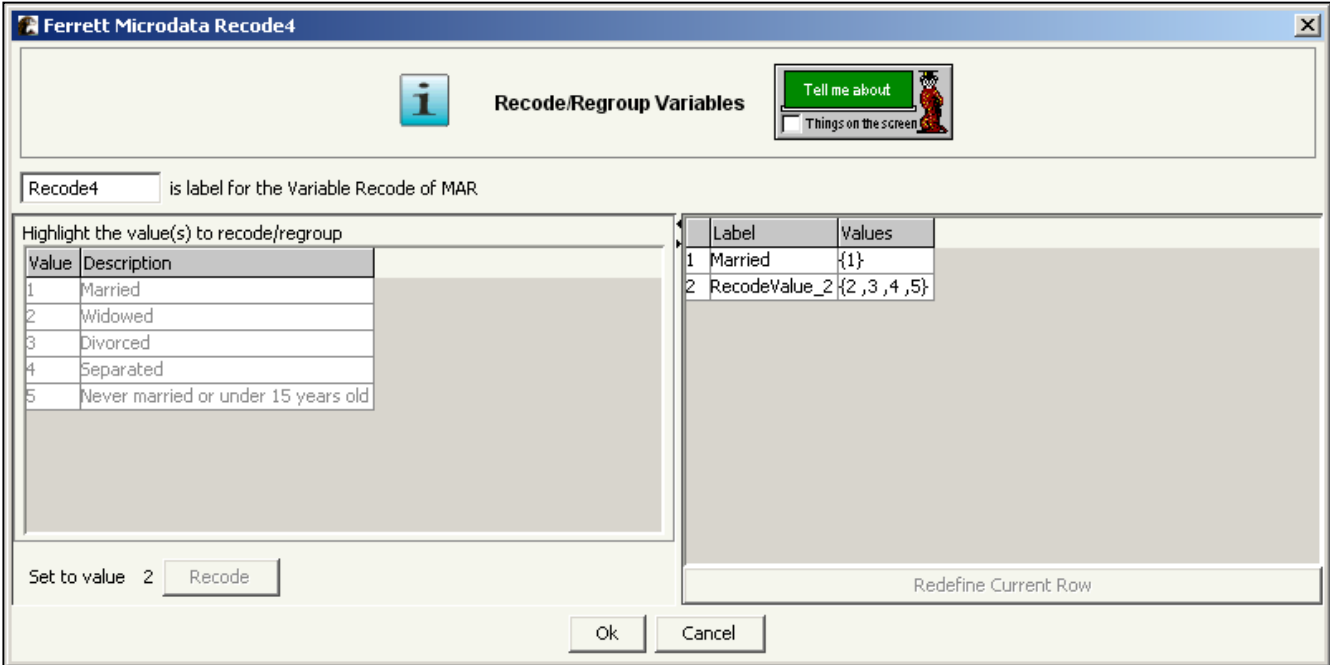 Ferrett Microdata Recode4
Recode/Regroup Variables
Tell me about
Things on the screen
Recode4 is label for the Variable Recode of MAR
Highlight the value(s) to recode/regroup
Value Description
1 Married
2 Widowed
3 Divorced
4 Separated
5 Never married or under 15 years old
Set to value 2 Recode
Label Values
1 Married {1}
2 RecodeValue_2 {2 ,3 ,4 ,5}
Redefine Current Row
Ok Cancel